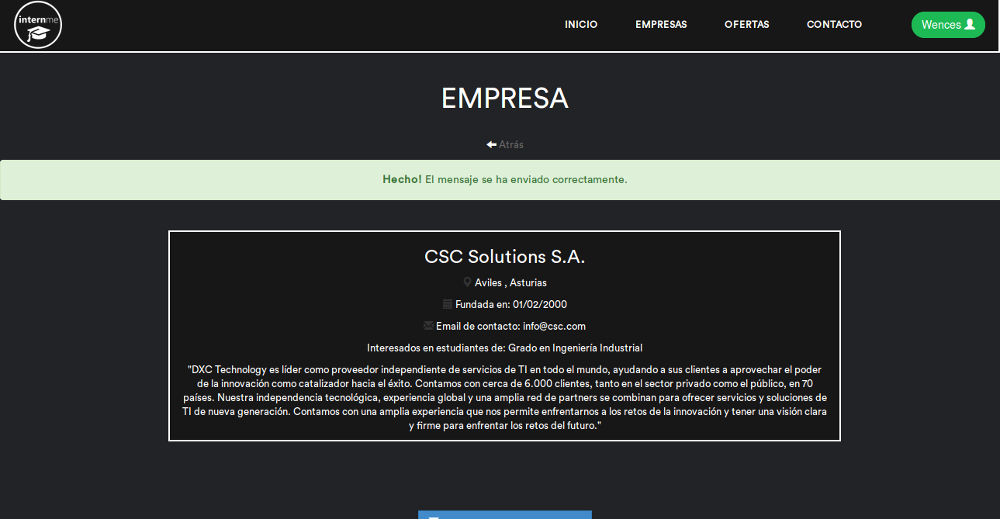 internme
INICIO
EMPRESAS
OFERTAS
CONTACTO
Wences
EMPRESA
Atrás
Hecho! El mensaje se ha enviado correctamente.
CSC Solutions S.A.
Aviles , Asturias
Fundada en: 01/02/2000
Email de contacto: info@csc.com
Interesados en estudiantes de: Grado en Ingeniería Industrial
"DXC Technology es líder como proveedor independiente de servicios de TI en todo el mundo, ayudando a sus clientes a aprovechar el poder
de la innovación como catalizador hacia el éxito. Contamos con cerca de 6.000 clientes, tanto en el sector privado como el público, en 70
países. Nuestra independencia tecnológica, experiencia global y una amplia red de partners se combinan para ofrecer servicios y soluciones de
TI de nueva generación. Contamos con una amplia experiencia que nos permite enfrentarnos a los retos de la innovación y tener una visión clara
y firme para enfrentar los retos del futuro."